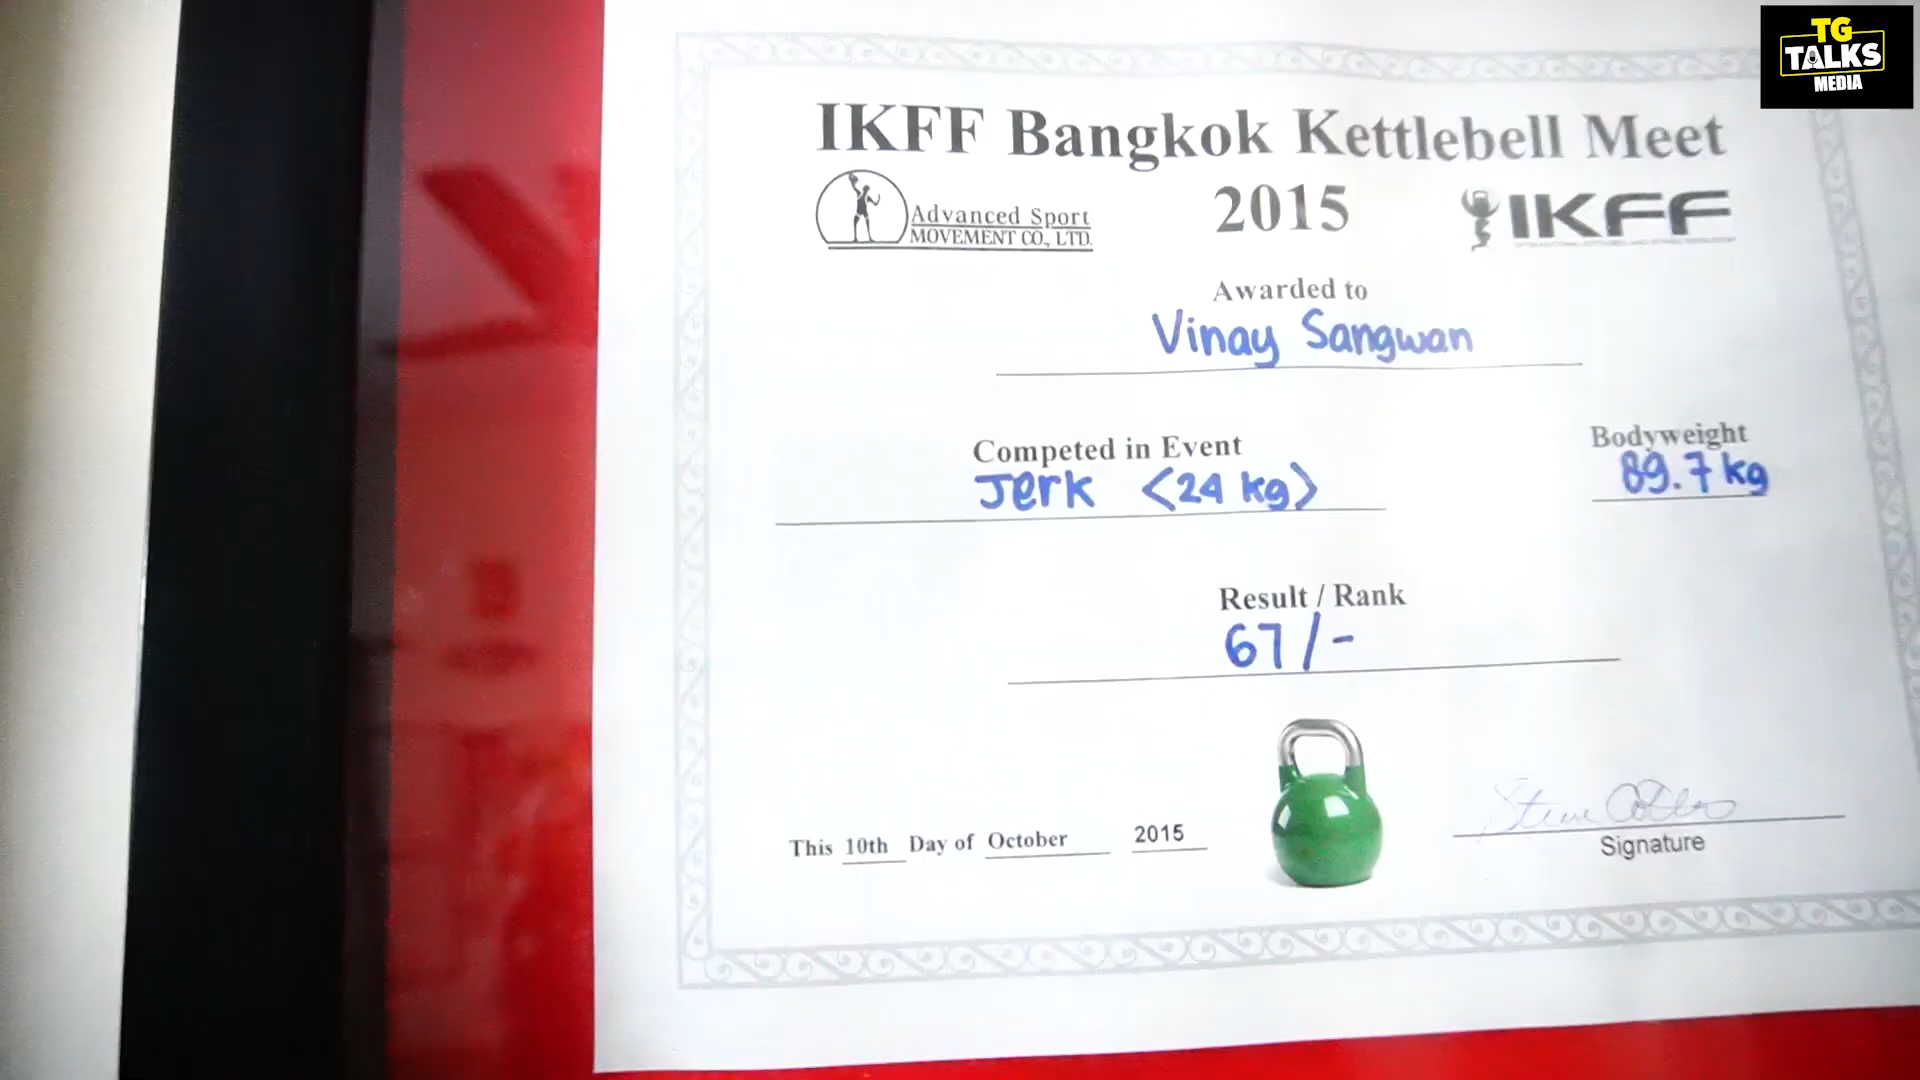 TG
TALKS
MEDIA
IKFF Bangkok Kettlebell Meet
2015
Advanced Sport
MOVEMENT CO., LTD.
IKFF
Awarded to
Vinay Sangwan
Competed in Event
Jerk <24 kg>
Bodyweight
89.7 kg
Result / Rank
67/-
This 10th Day of October 2015
Signature